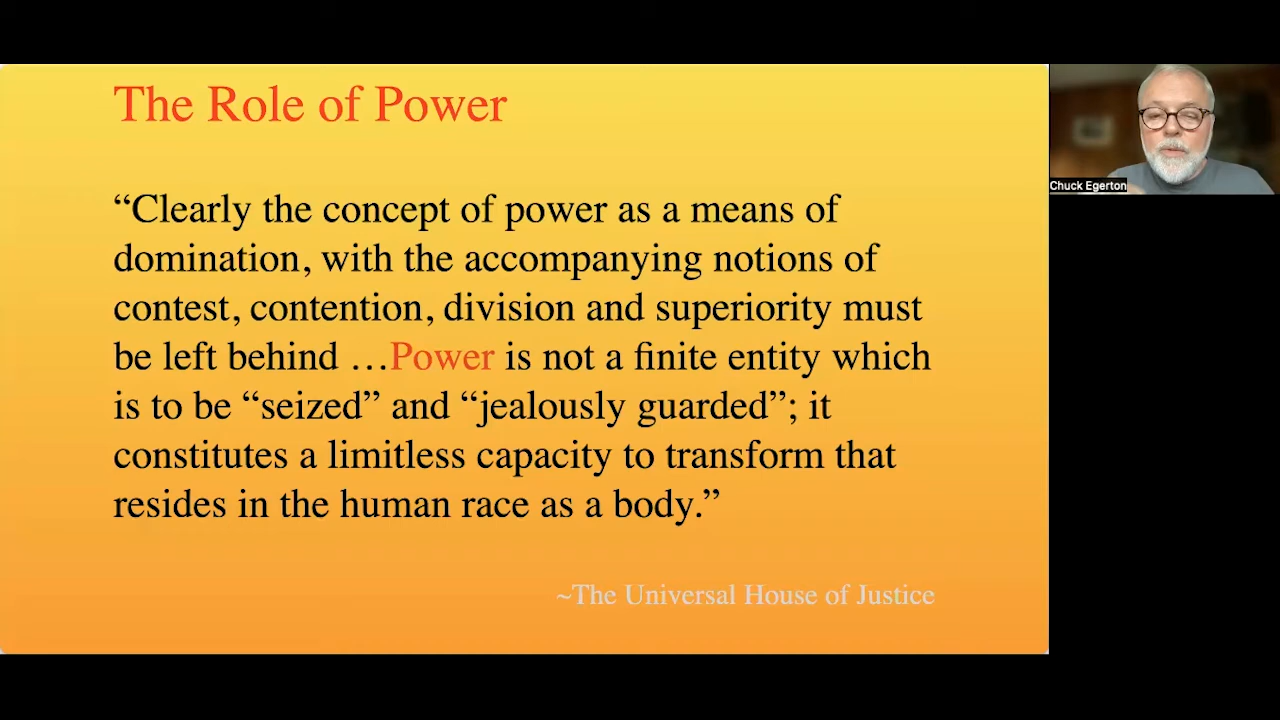 The Role of Power
“Clearly the concept of power as a means of
domination, with the accompanying notions of
contest, contention, division and superiority must
be left behind …Power is not a finite entity which
is to be “seized” and “jealously guarded”; it
constitutes a limitless capacity to transform that
resides in the human race as a body.”
~The Universal House of Justice
Chuck Egerton